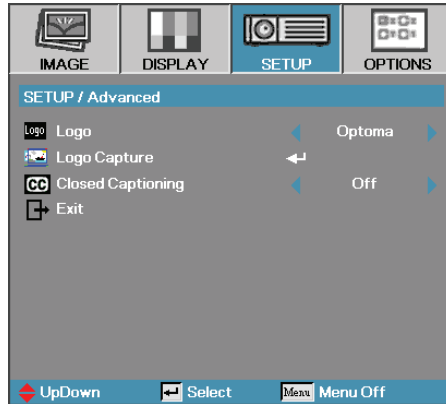 IMAGE DISPLAY SETUP OPTIONS
SETUP / Advanced
Logo Logo Optoma
Logo Capture
CC Closed Captioning Off
Exit
UpDown Select Menu Menu Off